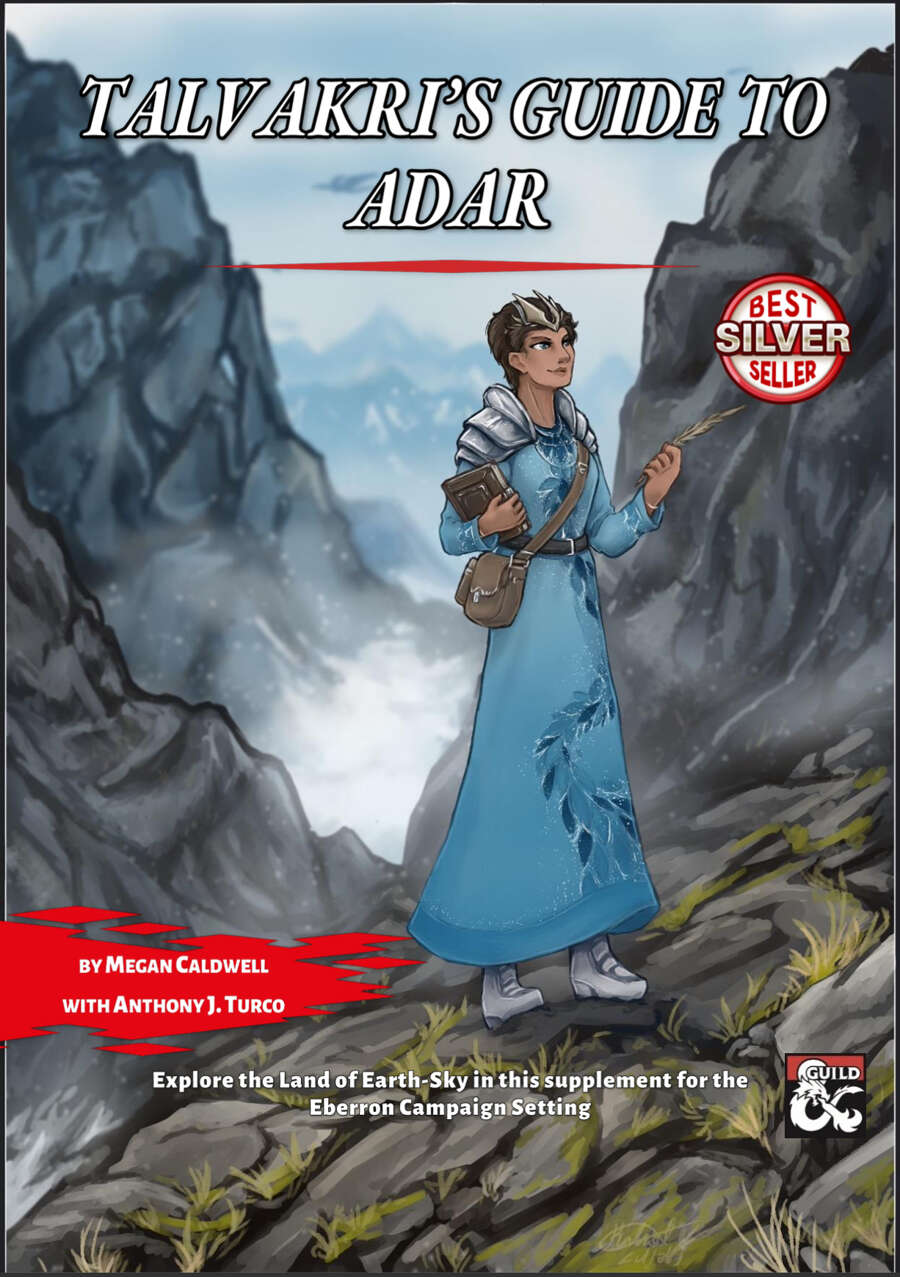 TALVAKRI'S GUIDE TO
ADAR
BEST
SILVER
SELLER
BY MEGAN CALDWELL
WITH ANTHONY J. TURCO
Explore the Land of Earth-Sky in this supplement for the
Eberron Campaign Setting
GUILD